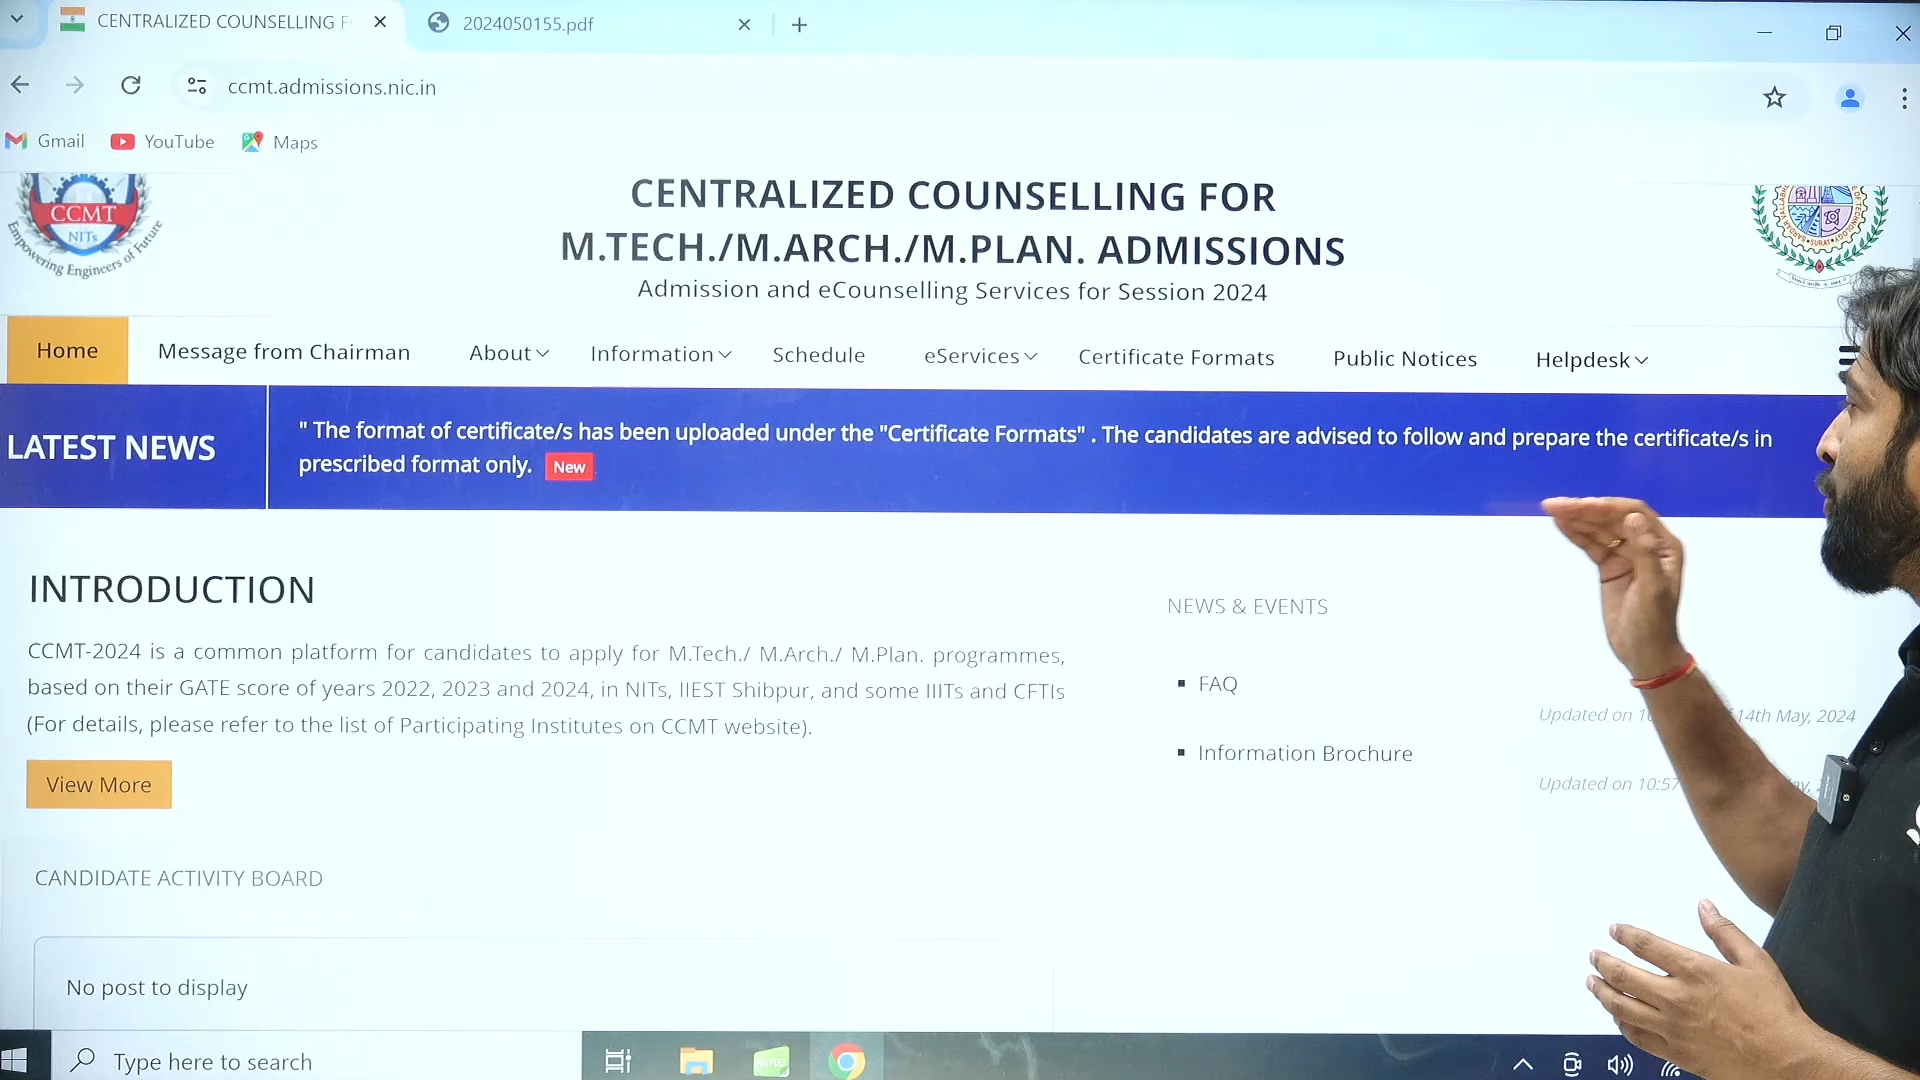 CENTRALIZED COUNSELLING F
2024050155.pdf
ccmt.admissions.nic.in
Gmail
YouTube
Maps
CCMT
NITs
Empowering Engineers of Future
CENTRALIZED COUNSELLING FOR
M.TECH./M.ARCH./M.PLAN. ADMISSIONS
Admission and eCounselling Services for Session 2024
SURAT
Home
Message from Chairman
About
Information
Schedule
eServices
Certificate Formats
Public Notices
Helpdesk
LATEST NEWS
" The format of certificate/s has been uploaded under the "Certificate Formats" . The candidates are advised to follow and prepare the certificate/s in
prescribed format only. New
INTRODUCTION
CCMT-2024 is a common platform for candidates to apply for M.Tech./ M.Arch./ M.Plan. programmes,
based on their GATE score of years 2022, 2023 and 2024, in NITs, IIEST Shibpur, and some IIITs and CFTIs
(For details, please refer to the list of Participating Institutes on CCMT website).
View More
NEWS & EVENTS
FAQ
Updated on 14th May, 2024
Information Brochure
Updated on 10:57
CANDIDATE ACTIVITY BOARD
No post to display
Type here to search
Note